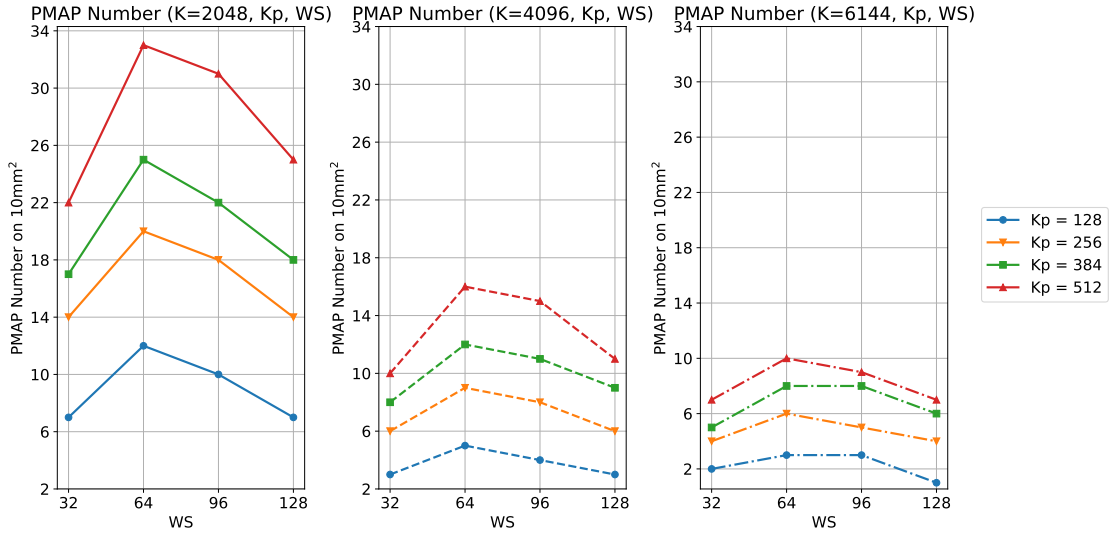 PMAP Number (K=2048, Kp, WS)
PMAP Number on 10mm²
34
30
26
22
18
14
10
6
2
32 64 96 128
WS
PMAP Number (K=4096, Kp, WS)
PMAP Number on 10mm²
34
30
26
22
18
14
10
6
2
32 64 96 128
WS
PMAP Number (K=6144, Kp, WS)
PMAP Number on 10mm²
34
30
26
22
18
14
10
6
2
32 64 96 128
WS
Kp = 128
Kp = 256
Kp = 384
Kp = 512